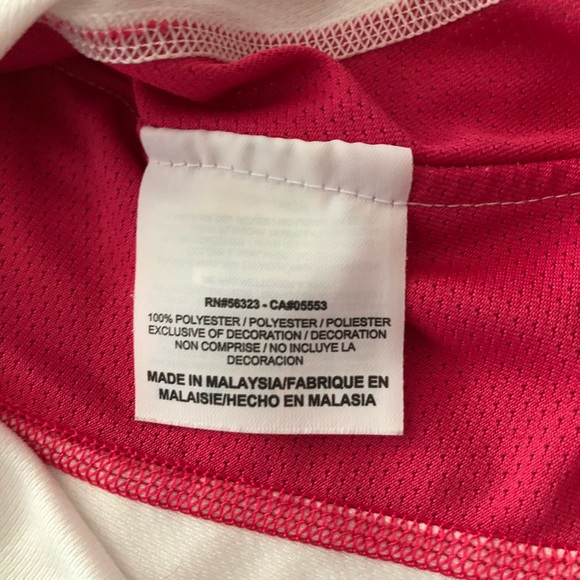 RN#56323 - CA#05553
100% POLYESTER / POLYESTER / POLIESTER
EXCLUSIVE OF DECORATION / DECORATION
NON COMPRISE / NO INCLUYE LA
DECORACION
MADE IN MALAYSIA/FABRIQUE EN
MALAISIE/HECHO EN MALASIA